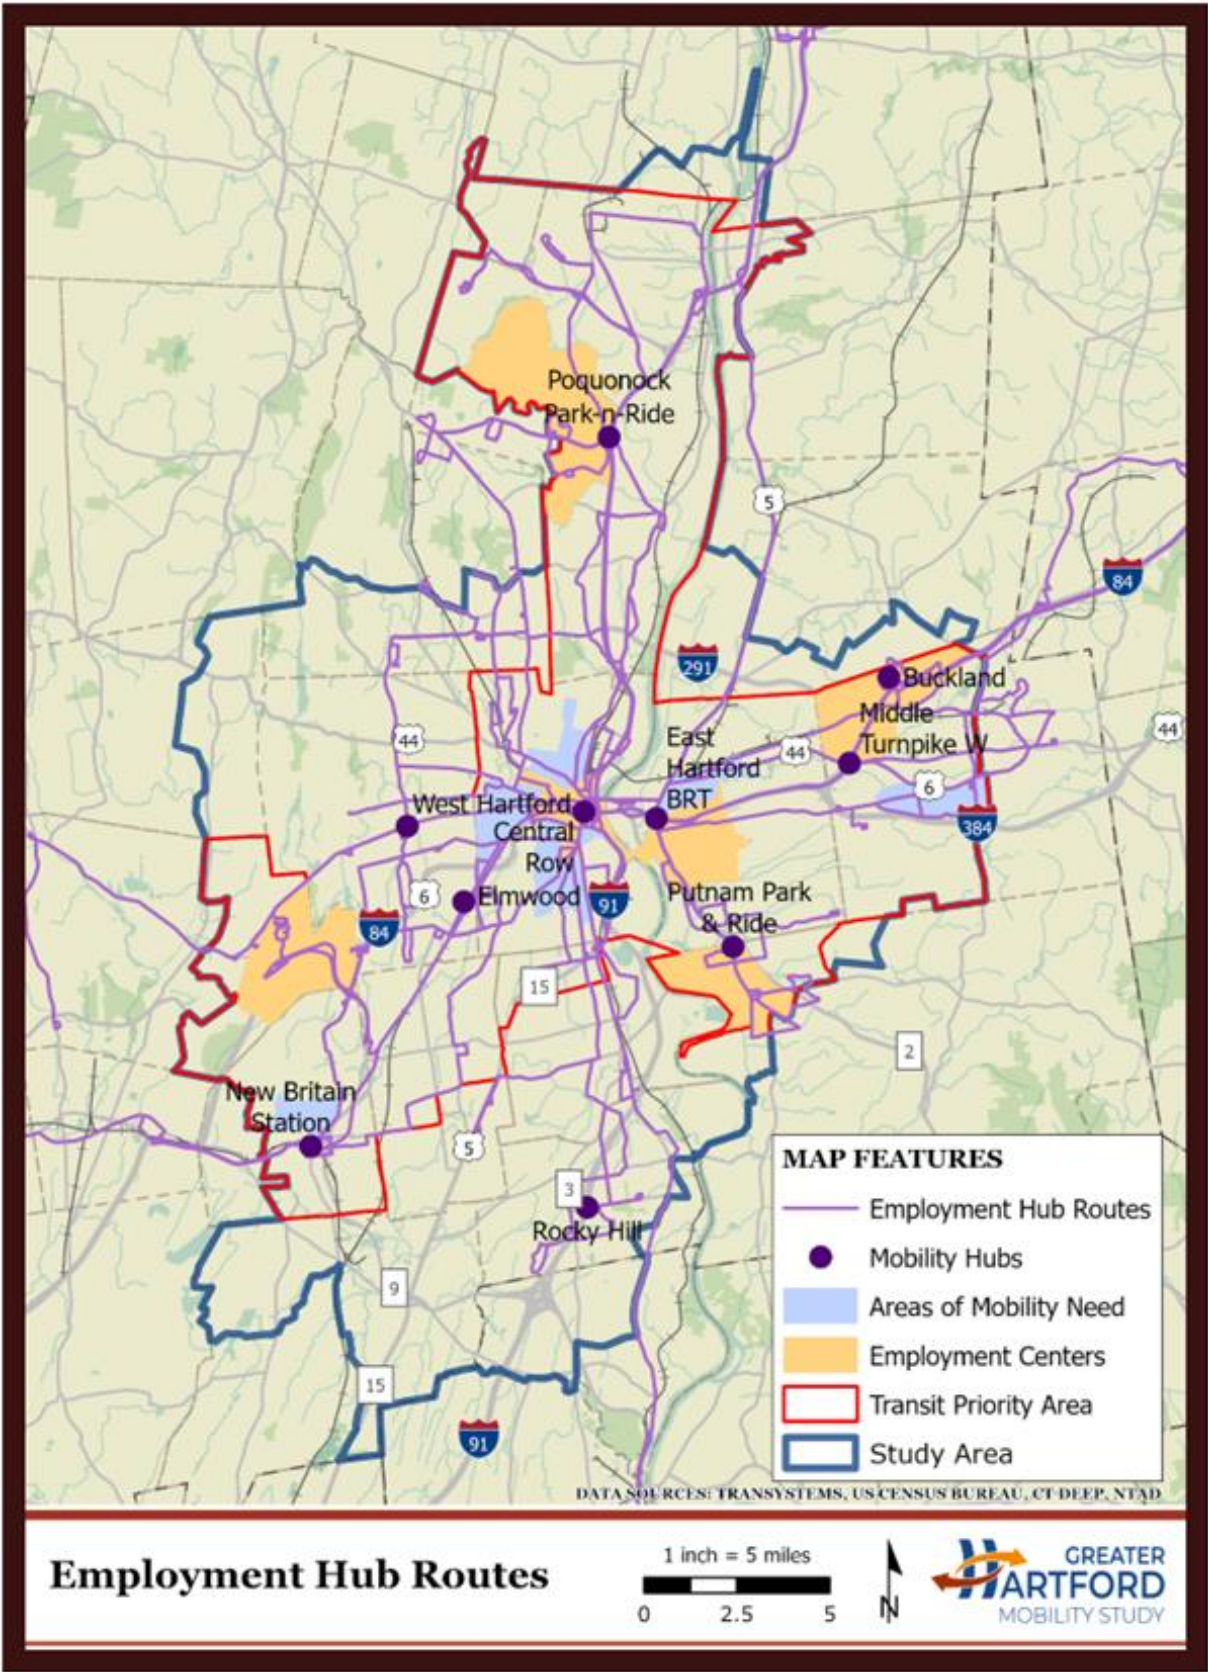 Poquonock
Park-n-Ride
5
84
291
Buckland
Middle
Turnpike W
44
44
44
East
Hartford
BRT
6
West Hartford
Central
Row
384
6
Elmwood
91
Putnam Park
& Ride
84
15
2
New Britain
Station
5
3
Rocky Hill
9
15
91
MAP FEATURES
Employment Hub Routes
Mobility Hubs
Areas of Mobility Need
Employment Centers
Transit Priority Area
Study Area
DATA SOURCES: TRANSYSTEMS, US CENSUS BUREAU, CT DEEP, NTAD
Employment Hub Routes
1 inch = 5 miles
0 2.5 5
N
GREATER
HARTFORD
MOBILITY STUDY